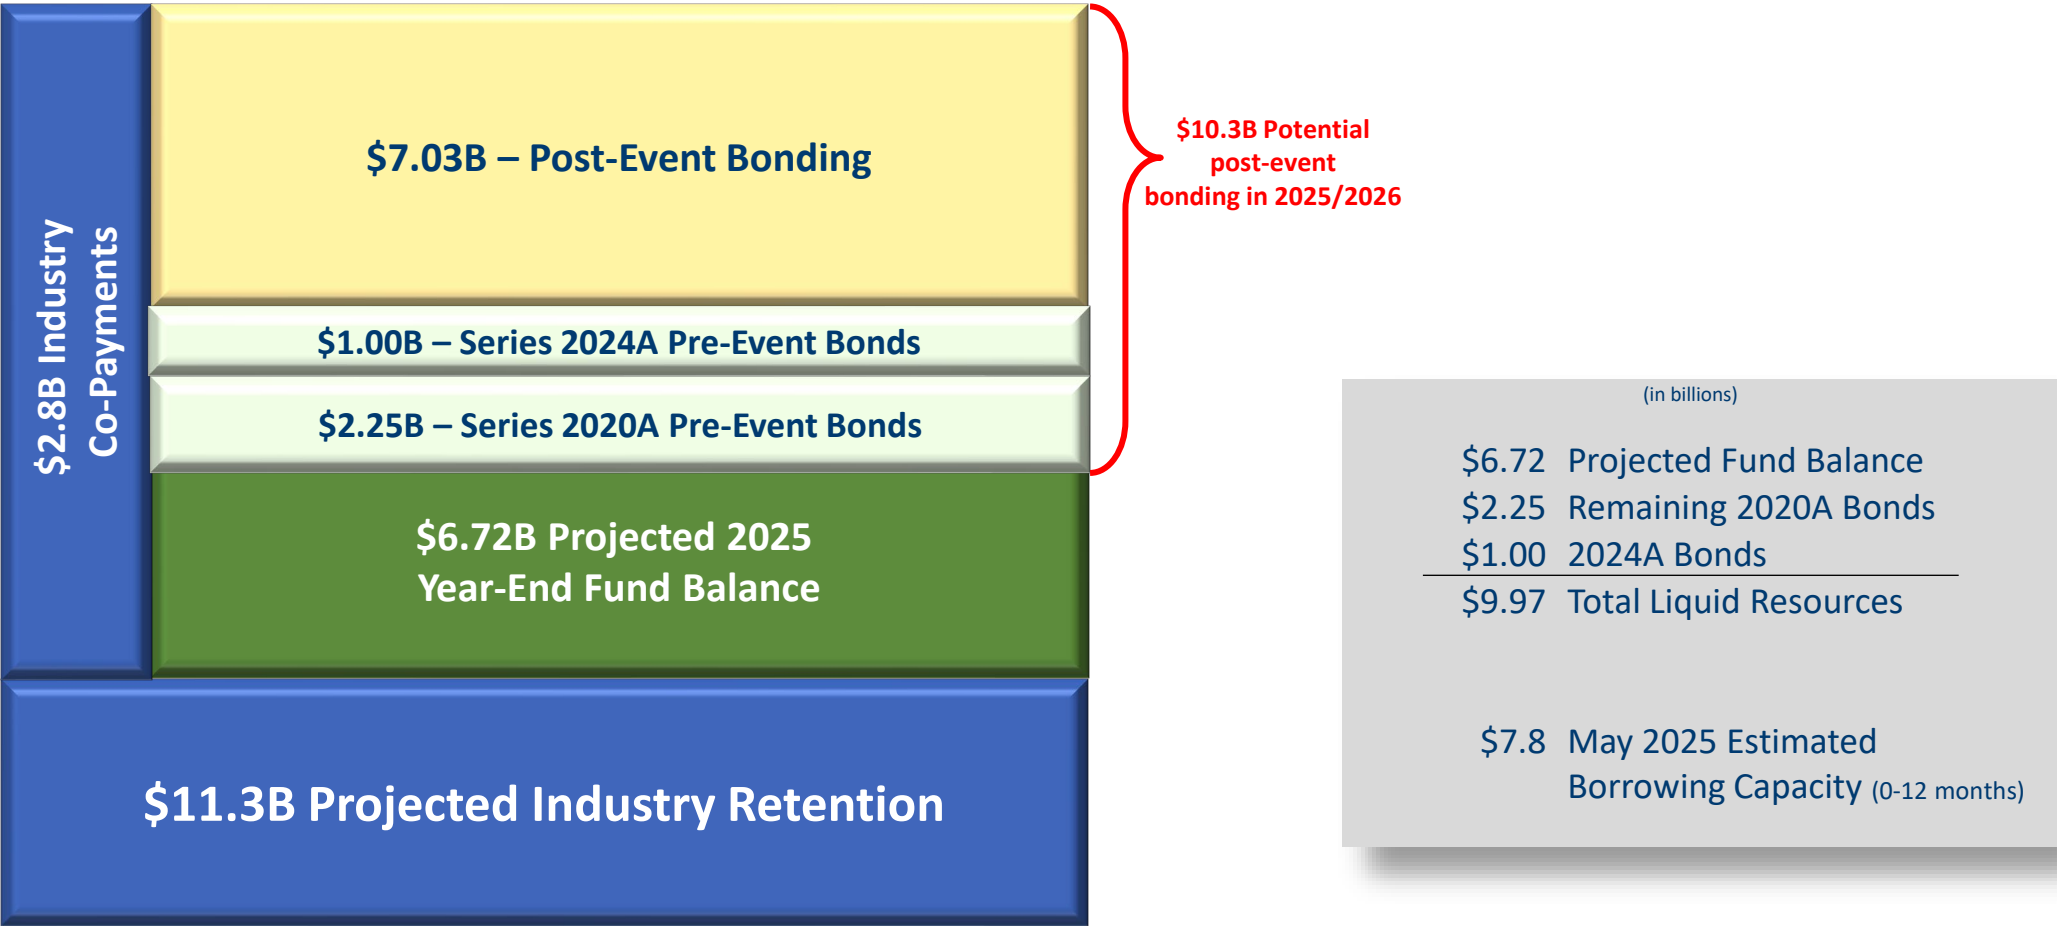 $2.8B Industry
Co-Payments
$7.03B – Post-Event Bonding
$1.00B – Series 2024A Pre-Event Bonds
$2.25B – Series 2020A Pre-Event Bonds
$6.72B Projected 2025
Year-End Fund Balance
$11.3B Projected Industry Retention
$10.3B Potential
post-event
bonding in 2025/2026
(in billions)
$6.72 Projected Fund Balance
$2.25 Remaining 2020A Bonds
$1.00 2024A Bonds
$9.97 Total Liquid Resources
$7.8 May 2025 Estimated
Borrowing Capacity (0-12 months)